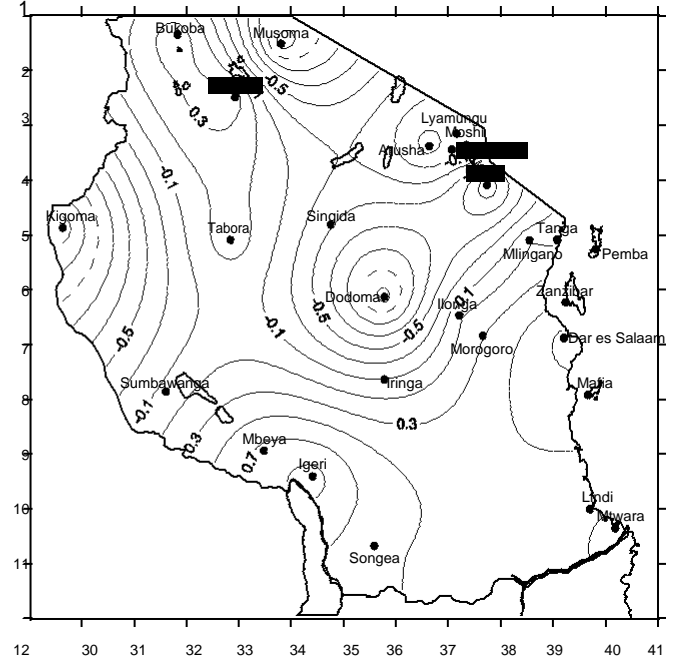 1
Bukoba
Musoma
2
-0.5
0.3
3
Lyamungu
Moshi
Arusha
-0.1
4
Kigoma
Tabora
Singida
Tanga
5
Mlingano
Pemba
Dodoma
Zanzibar
6
Ilonga
0.1
-0.5
-0.5
-0.1
-0.5
7
Morogoro
Dar es Salaam
Sumbawanga
Iringa
Mafia
8
-0.1
0.3
0.3
Mbeya
9
0.7
Igeri
Lindi
10
Mtwara
Songea
11
12 30 31 32 33 34 35 36 37 38 39 40 41